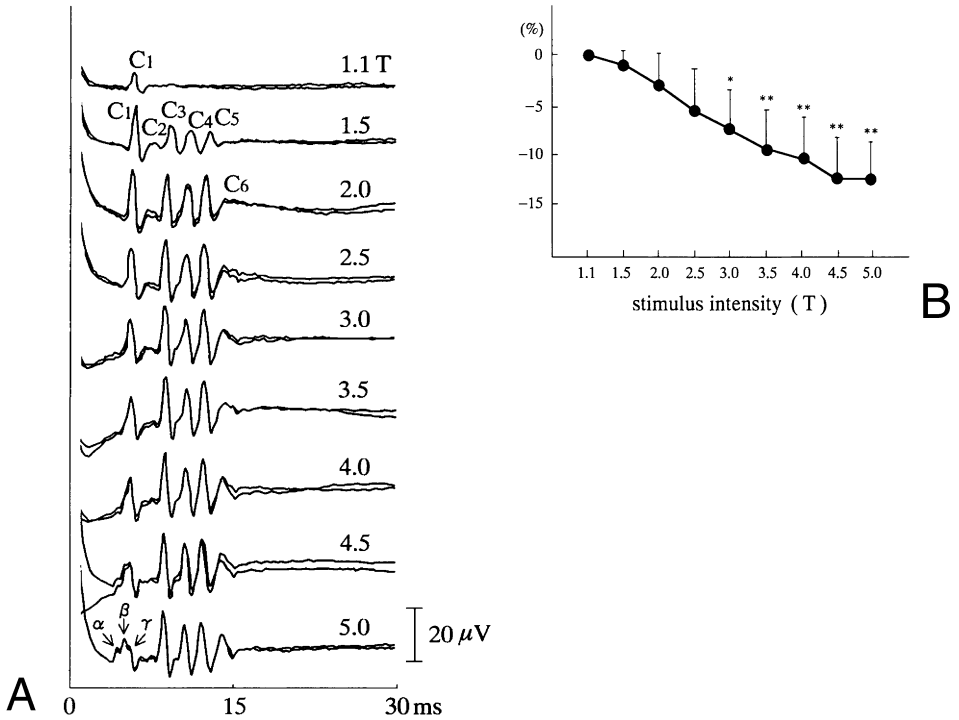 C1
1.1 T
C1 C2 C3 C4 C5
1.5
C6
2.0
2.5
3.0
3.5
4.0
4.5
α β γ
5.0
20 μV
A
0 15 30 ms
(%)
0
−5
−10
−15
* ** ** ** **
1.1 1.5 2.0 2.5 3.0 3.5 4.0 4.5 5.0
stimulus intensity ( T )
B